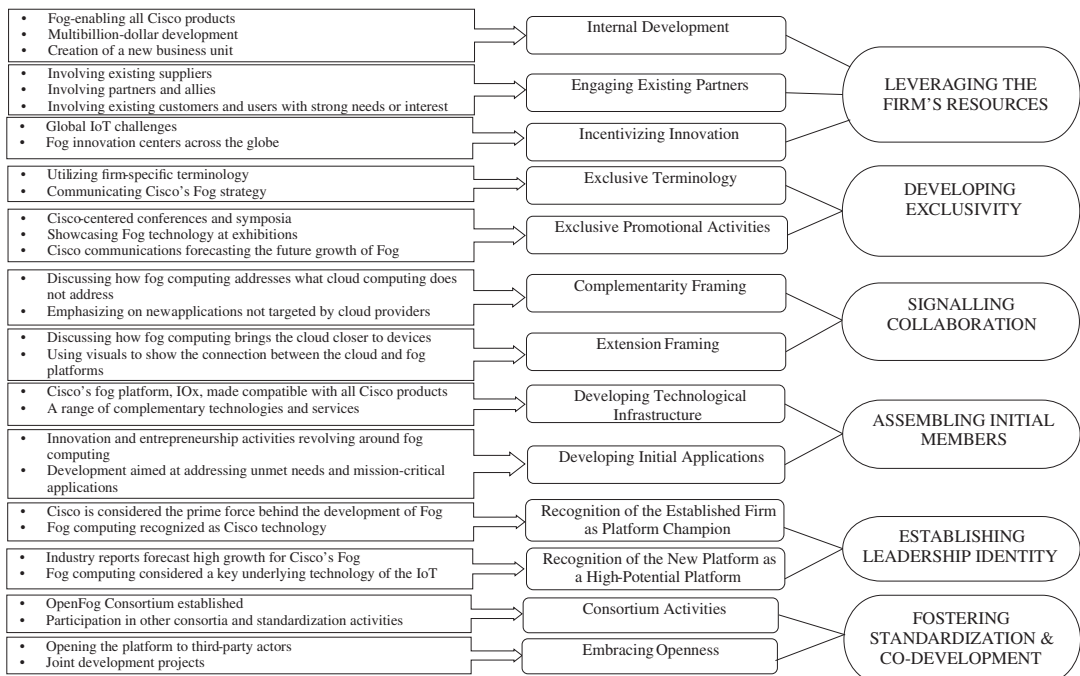 • Fog-enabling all Cisco products
• Multibillion-dollar development
• Creation of a new business unit
Internal Development
• Involving existing suppliers
• Involving partners and allies
• Involving existing customers and users with strong needs or interest
Engaging Existing Partners
• Global IoT challenges
• Fog innovation centers across the globe
Incentivizing Innovation
LEVERAGING THE
FIRM'S RESOURCES
• Utilizing firm-specific terminology
• Communicating Cisco's Fog strategy
Exclusive Terminology
• Cisco-centered conferences and symposia
• Showcasing Fog technology at exhibitions
• Cisco communications forecasting the future growth of Fog
Exclusive Promotional Activities
DEVELOPING
EXCLUSIVITY
• Discussing how fog computing addresses what cloud computing does
not address
• Emphasizing on newapplications not targeted by cloud providers
Complementarity Framing
• Discussing how fog computing brings the cloud closer to devices
• Using visuals to show the connection between the cloud and fog
platforms
Extension Framing
SIGNALLING
COLLABORATION
• Cisco's fog platform, IOx, made compatible with all Cisco products
• A range of complementary technologies and services
Developing Technological
Infrastructure
• Innovation and entrepreneurship activities revolving around fog
computing
• Development aimed at addressing unmet needs and mission-critical
applications
Developing Initial Applications
ASSEMBLING INITIAL
MEMBERS
• Cisco is considered the prime force behind the development of Fog
• Fog computing recognized as Cisco technology
Recognition of the Established Firm
as Platform Champion
• Industry reports forecast high growth for Cisco's Fog
• Fog computing considered a key underlying technology of the IoT
Recognition of the New Platform as
a High-Potential Platform
ESTABLISHING
LEADERSHIP IDENTITY
• OpenFog Consortium established
• Participation in other consortia and standardization activities
Consortium Activities
• Opening the platform to third-party actors
• Joint development projects
Embracing Openness
FOSTERING
STANDARDIZATION &
CO-DEVELOPMENT